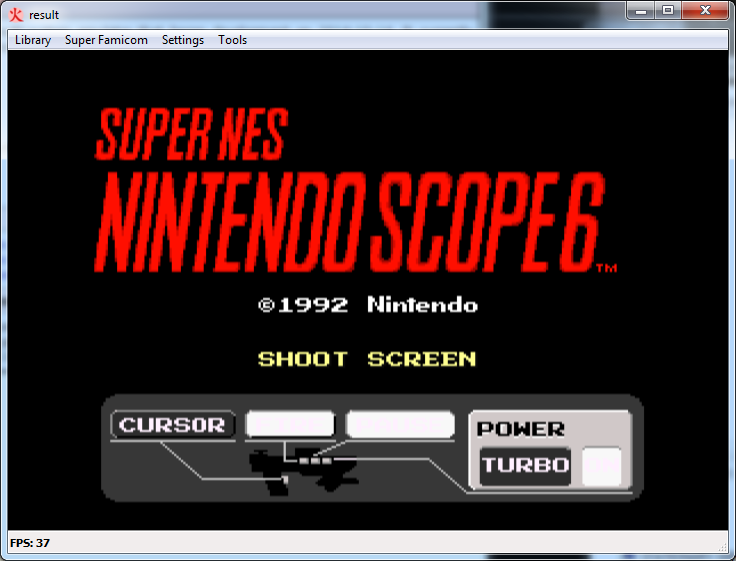 火 result
Library Super Famicom Settings Tools
SUPER NES
NINTENDO SCOPE 6 ™
©1992 Nintendo
SHOOT SCREEN
CURSOR
POWER
TURBO
FPS: 37